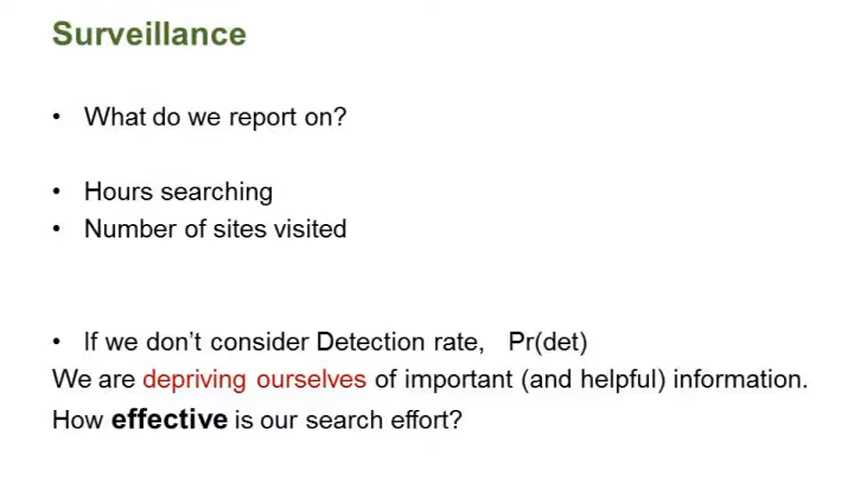 Surveillance
• What do we report on?
• Hours searching
• Number of sites visited
• If we don't consider Detection rate, Pr(det)
We are depriving ourselves of important (and helpful) information.
How effective is our search effort?